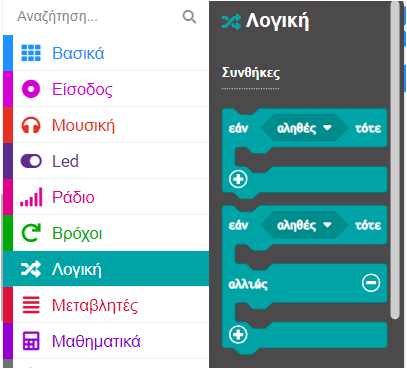 Αναζήτηση...
Βασικά
Είσοδος
Μουσική
Led
Ράδιο
Βρόχοι
Λογική
Μεταβλητές
Μαθηματικά
Λογική
Συνθήκες
εάν αληθές τότε
εάν αληθές τότε
αλλιώς